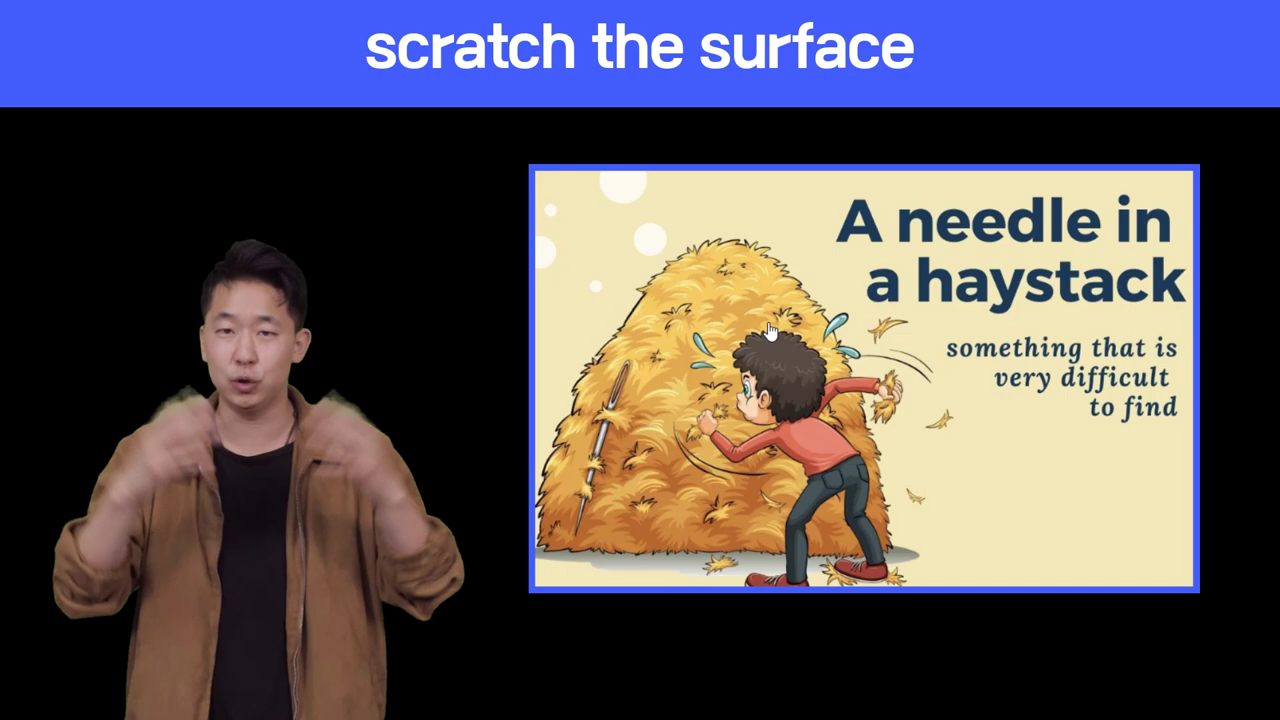 scratch the surface
A needle in
a haystack
something that is
very difficult
to find